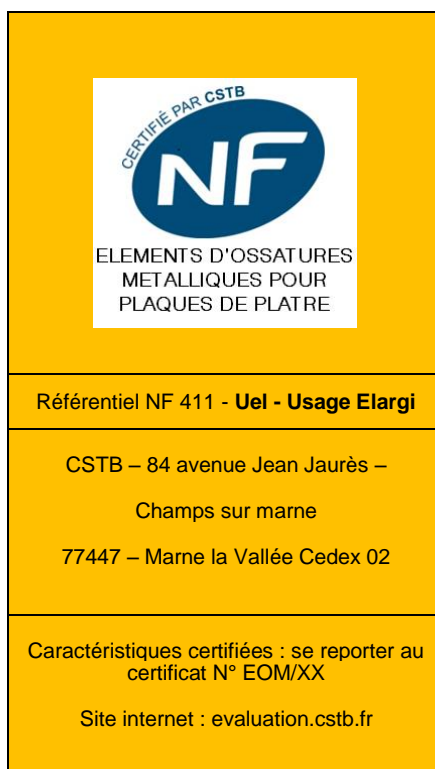 CERTIFIÉ PAR CSTB
NF
ELEMENTS D'OSSATURES
METALLIQUES POUR
PLAQUES DE PLATRE
Référentiel NF 411 - Uel - Usage Elargi
CSTB – 84 avenue Jean Jaurès –
Champs sur marne
77447 – Marne la Vallée Cedex 02
Caractéristiques certifiées : se reporter au
certificat N° EOM/XX
Site internet : evaluation.cstb.fr